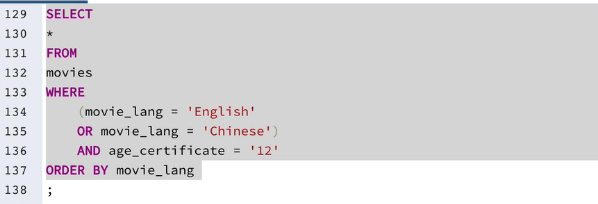 129 SELECT
130 *
131 FROM
132 movies
133 WHERE
134 (movie_lang = 'English'
135 OR movie_lang = 'Chinese')
136 AND age_certificate = '12'
137 ORDER BY movie_lang
138 ;